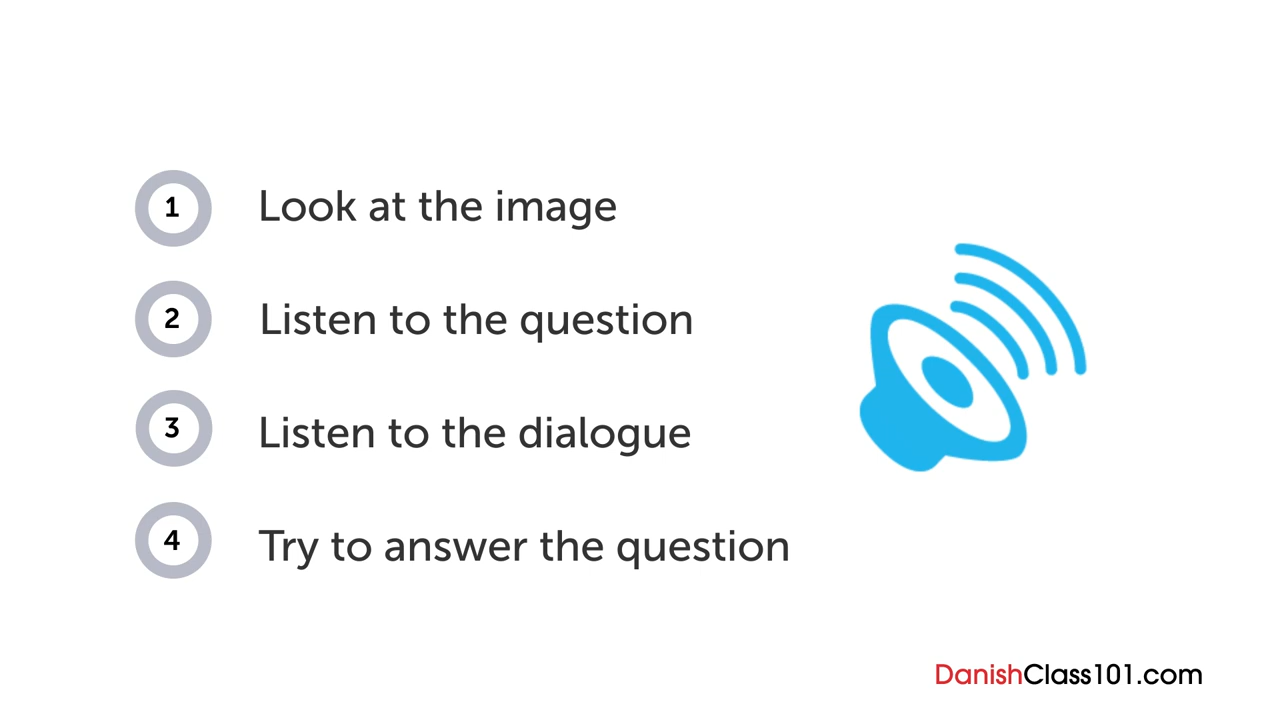 1 Look at the image
2 Listen to the question
3 Listen to the dialogue
4 Try to answer the question
DanishClass101.com